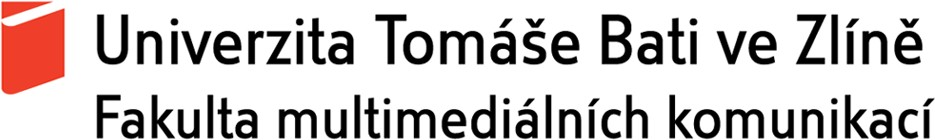 Univerzita Tomáše Bati ve Zlíně
Fakulta multimediálních komunikací